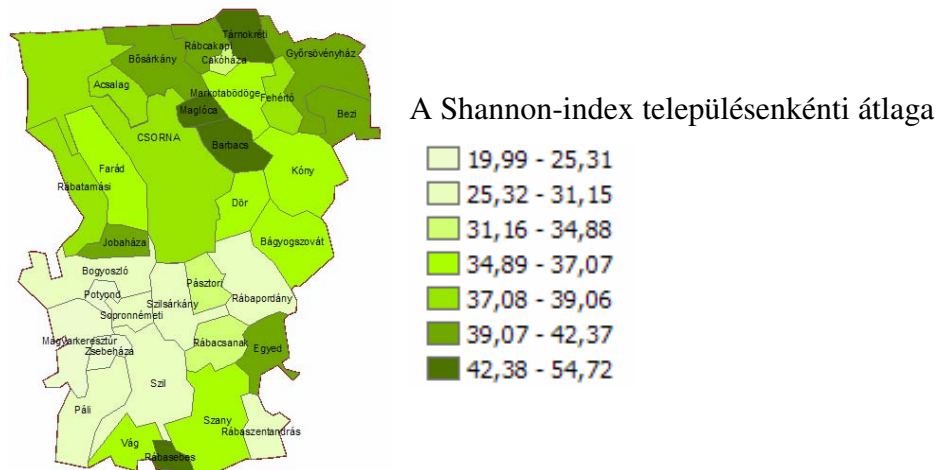 Tárnokréti
Rábcakapi
Győrsövényház
Bősárkány
Cakóháza
Acsalag
Markotabödöge
Fehértó
Maglóca
Bezi
CSORNA
Barbacs
Farád
Kóny
Rábatamási
Dör
Jobaháza
Bágyogszovát
Bogyoszló
Pásztori
Potyond
Szilsárkány
Rábapordány
Sopronnémeti
Magyarkeresztúr
Rábacsanak
Egyed
Zsebeháza
Szil
Páli
Szany
Rábaszentandrás
Vág
Rábasebes
A Shannon-index településenkénti átlaga
19,99 - 25,31
25,32 - 31,15
31,16 - 34,88
34,89 - 37,07
37,08 - 39,06
39,07 - 42,37
42,38 - 54,72